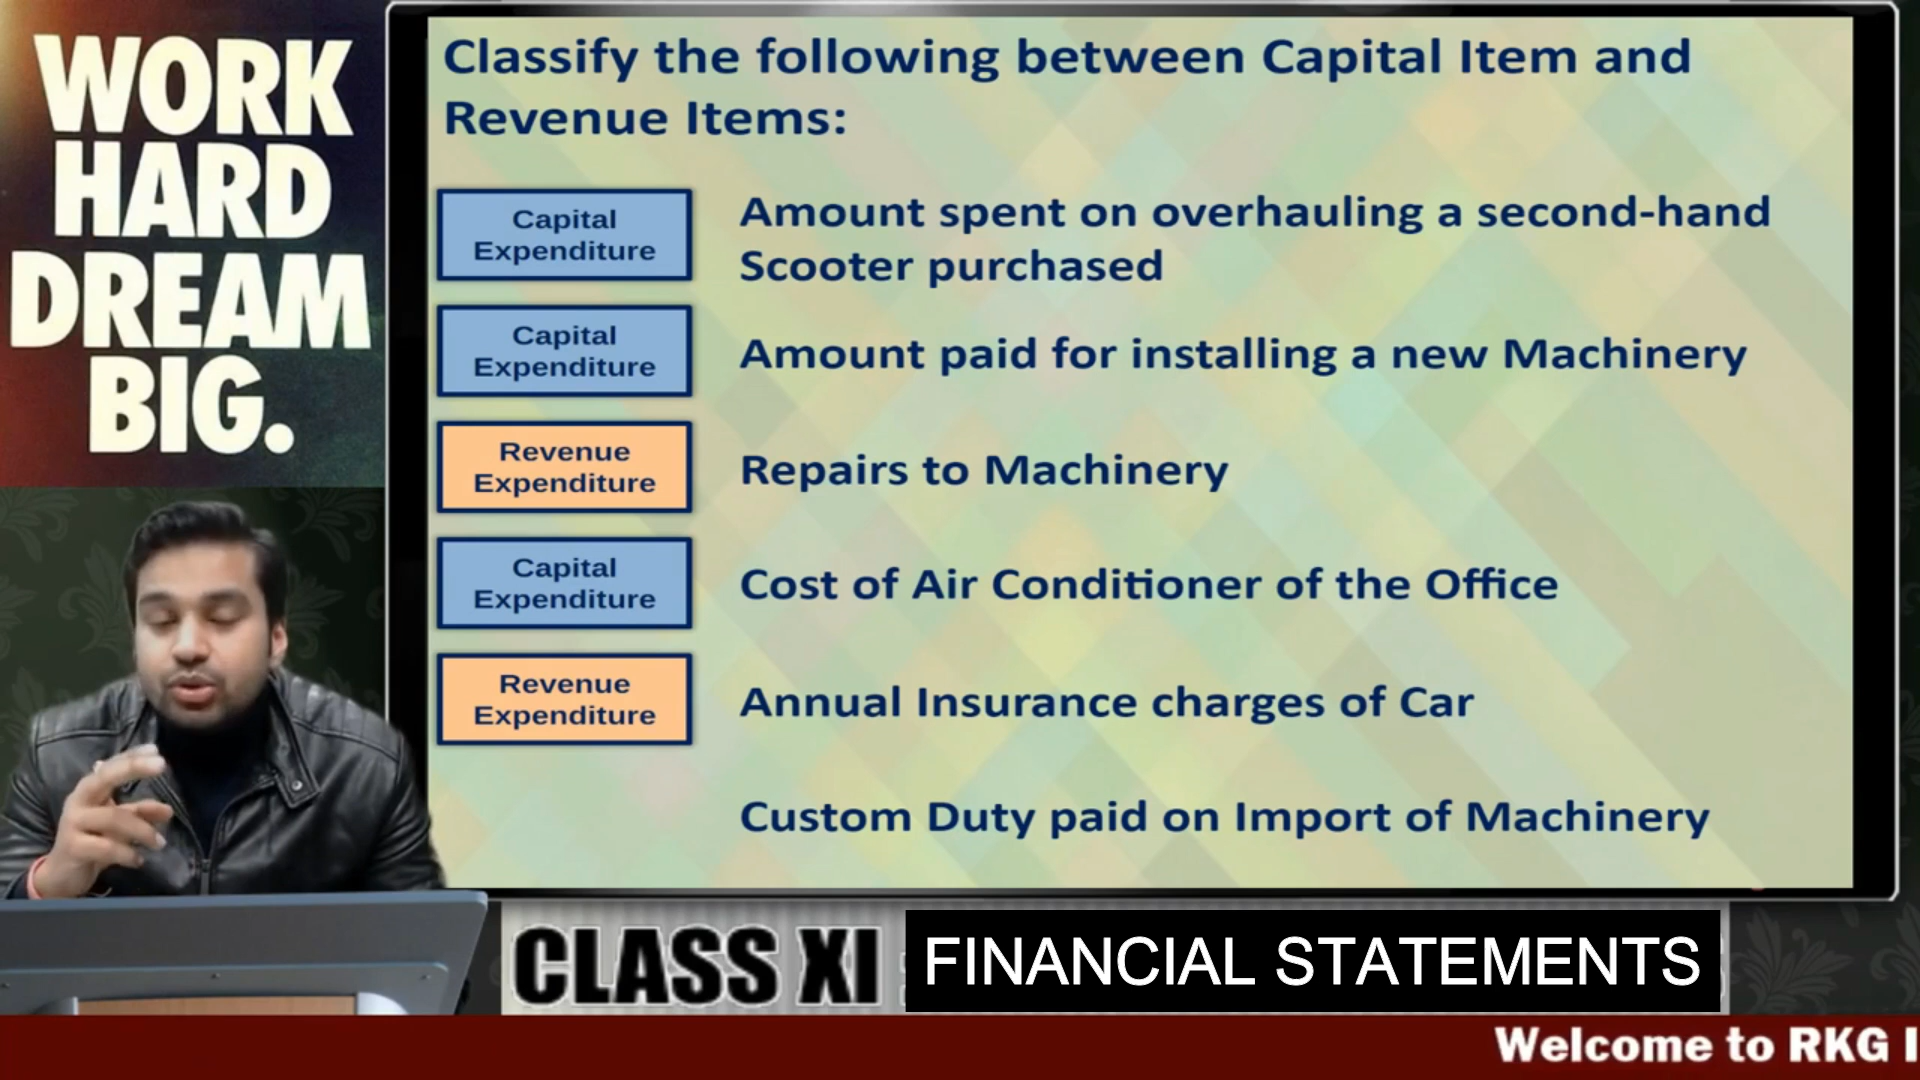 WORK
HARD
DREAM
BIG.
Classify the following between Capital Item and
Revenue Items:
Capital
Expenditure
Amount spent on overhauling a second-hand
Scooter purchased
Capital
Expenditure
Amount paid for installing a new Machinery
Revenue
Expenditure
Repairs to Machinery
Capital
Expenditure
Cost of Air Conditioner of the Office
Revenue
Expenditure
Annual Insurance charges of Car
Custom Duty paid on Import of Machinery
CLASS XI
FINANCIAL STATEMENTS
Welcome to RKG I